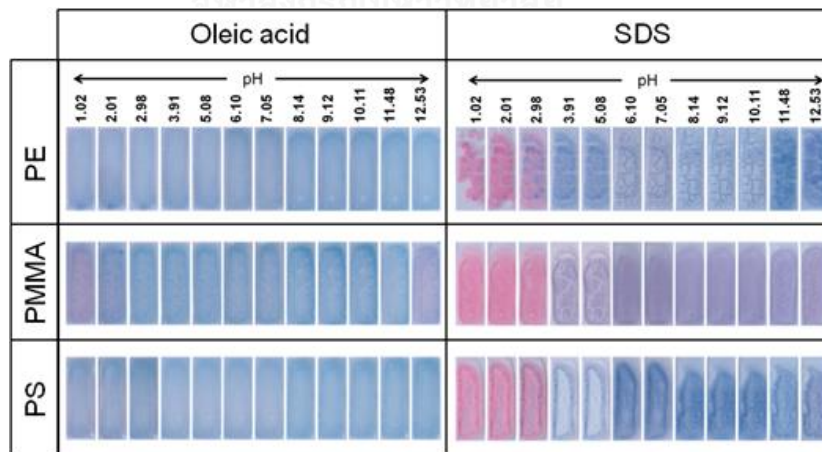 Oleic acid
SDS
pH
pH
1.02 2.01 2.98 3.91 5.08 6.10 7.05 8.14 9.12 10.11 11.48 12.53
1.02 2.01 2.98 3.91 5.08 6.10 7.05 8.14 9.12 10.11 11.48 12.53
PE
PMMA
PS